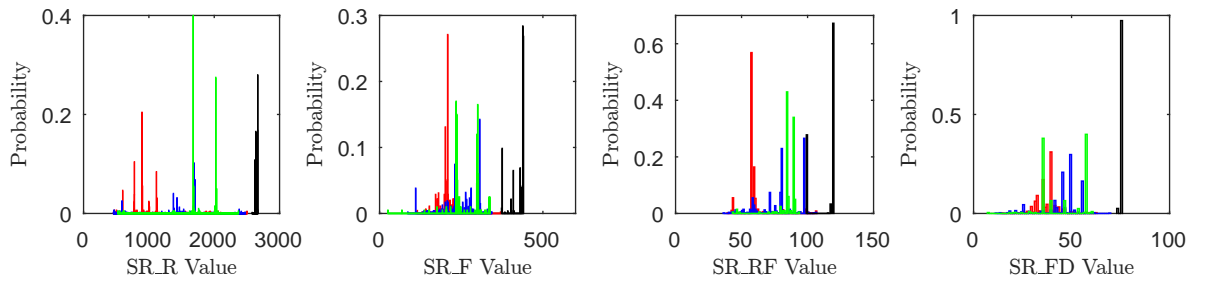 Probability
0.4
0.2
0
0 1000 2000 3000
SR_R Value
Probability
0.3
0.2
0.1
0
0 500
SR_F Value
Probability
0.6
0.4
0.2
0
0 50 100 150
SR_RF Value
Probability
1
0.5
0
0 50 100
SR_FD Value